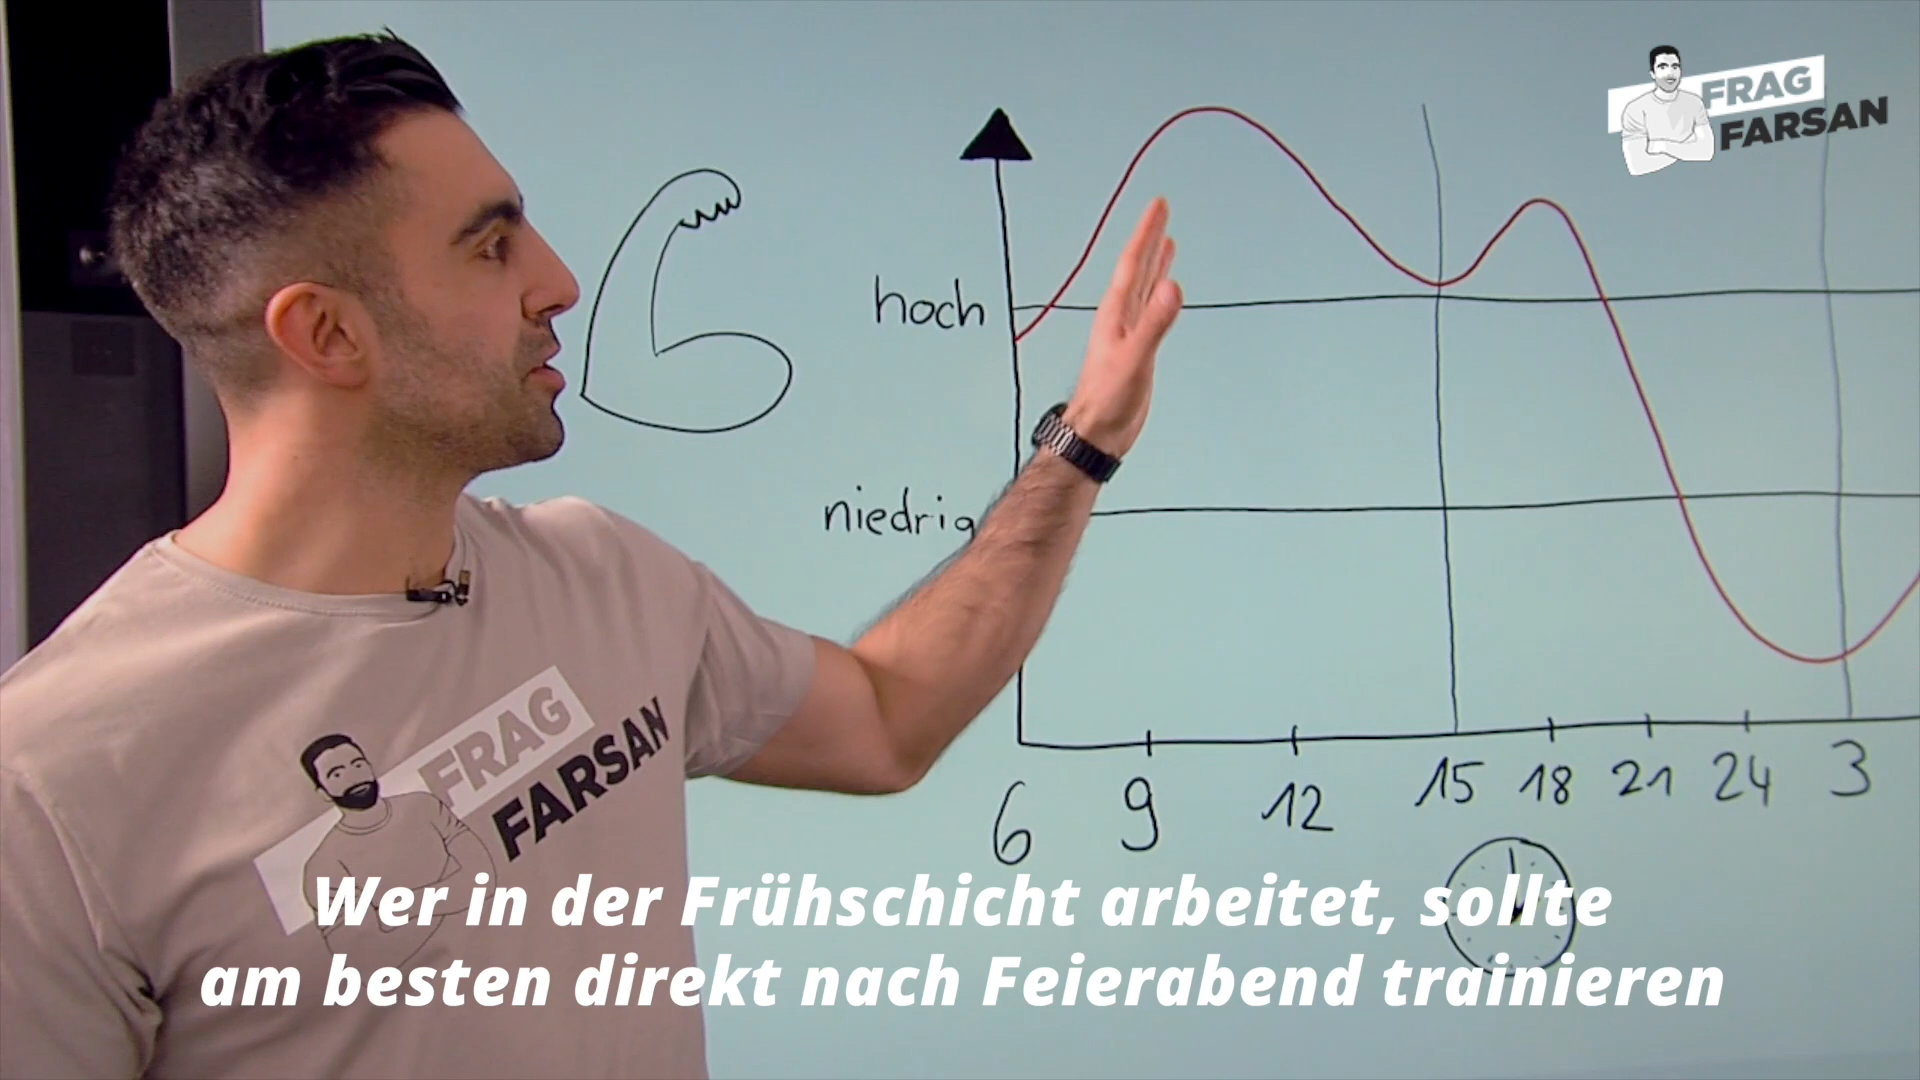 FRAG
FARSAN
hoch
niedrig
6 9 12 15 18 21 24 3
FRAG
FARSAN
Wer in der Frühschicht arbeitet, sollte
am besten direkt nach Feierabend trainieren